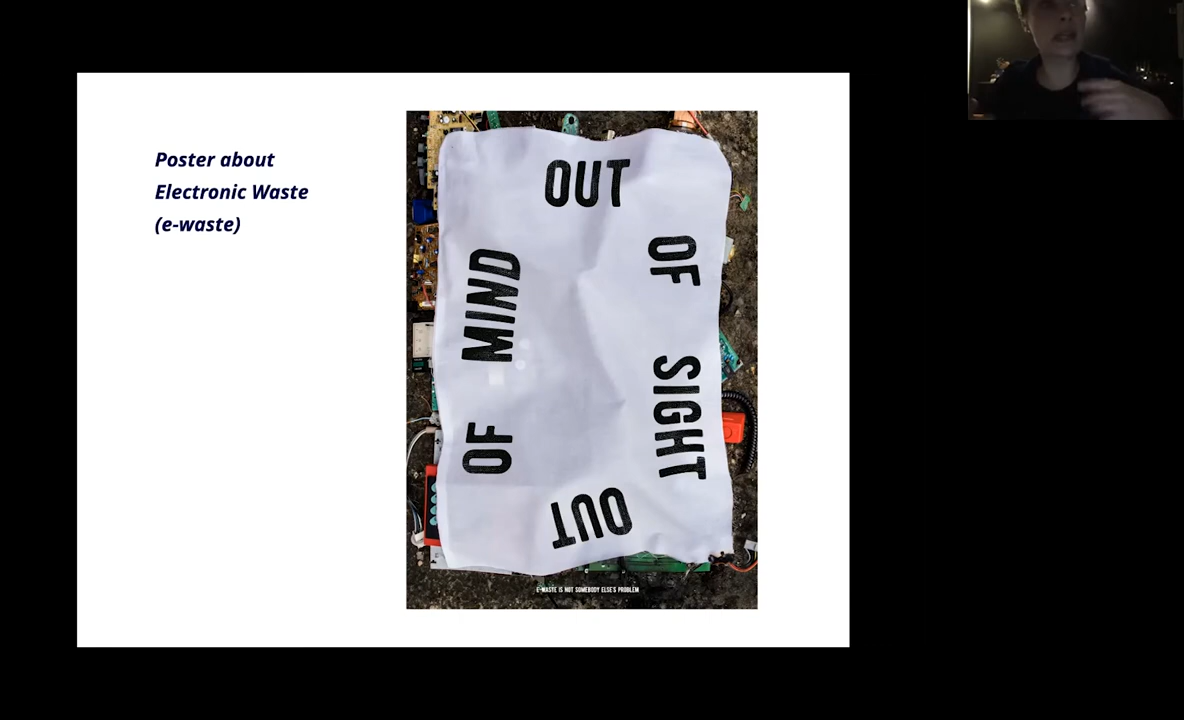 Poster about
Electronic Waste
(e-waste)
OUT
OF
SIGHT
OUT
OF
MIND
E-WASTE IS NOT SOMEBODY ELSE'S PROBLEM